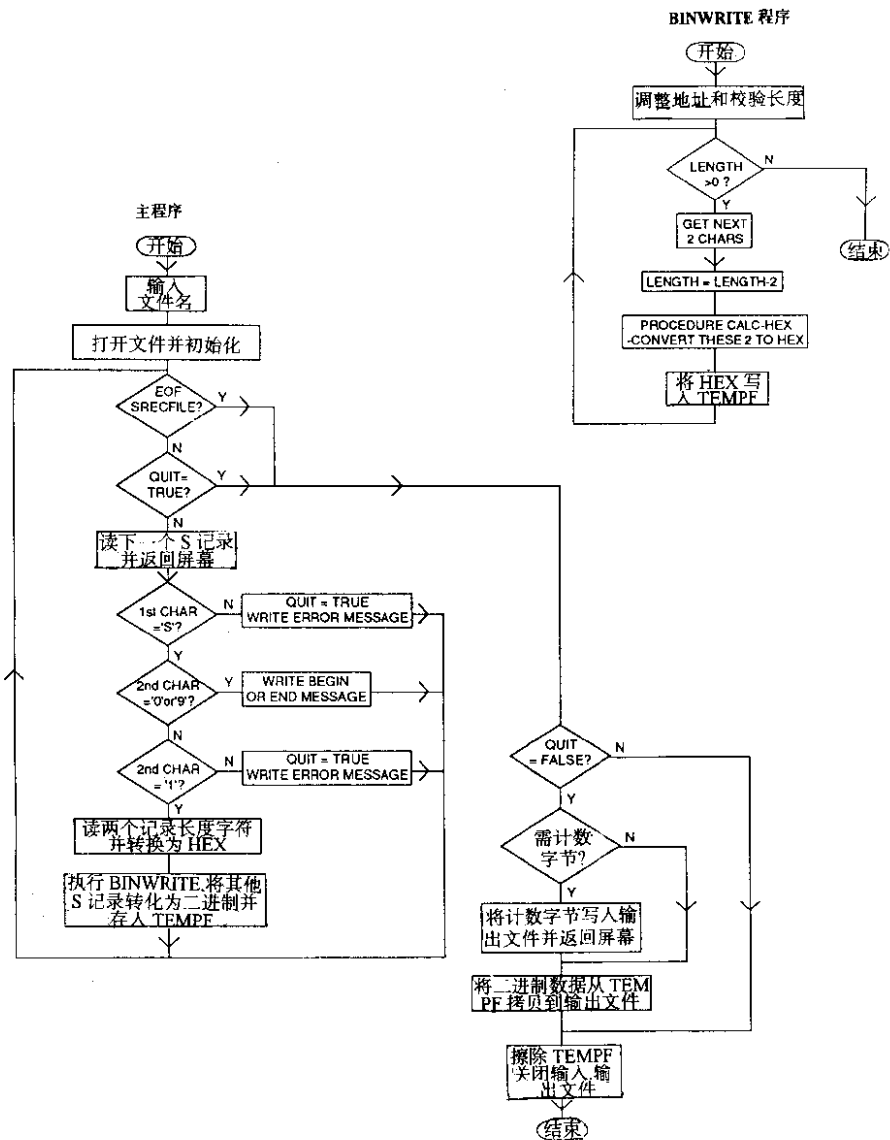 BINWRITE 程序
开始
调整地址和校验长度
LENGTH
>0 ?
N
Y
GET NEXT
2 CHARS
结束
LENGTH = LENGTH-2
PROCEDURE CALC-HEX
-CONVERT THESE 2 TO HEX
将 HEX 写
入 TEMPF
主程序
开始
输入
文件名
打开文件并初始化
EOF
SRECFILE?
Y
N
QUIT=
TRUE?
Y
N
读下一个 S 记录
并返回屏幕
1st CHAR
='S'?
N
QUIT = TRUE
WRITE ERROR MESSAGE
Y
2nd CHAR
='0'or'9'?
Y
WRITE BEGIN
OR END MESSAGE
N
2nd CHAR
= '1'?
N
QUIT = TRUE
WRITE ERROR MESSAGE
Y
读两个记录长度字符
并转换为 HEX
执行 BINWRITE,将其他
S 记录转化为二进制并
存入 TEMPF
QUIT
= FALSE?
N
Y
需计数
字节?
N
Y
将计数字节写入输
出文件并返回屏幕
将二进制数据从 TEM
PF 拷贝到输出文件
擦除 TEMPF
关闭输入,输
出文件
结束